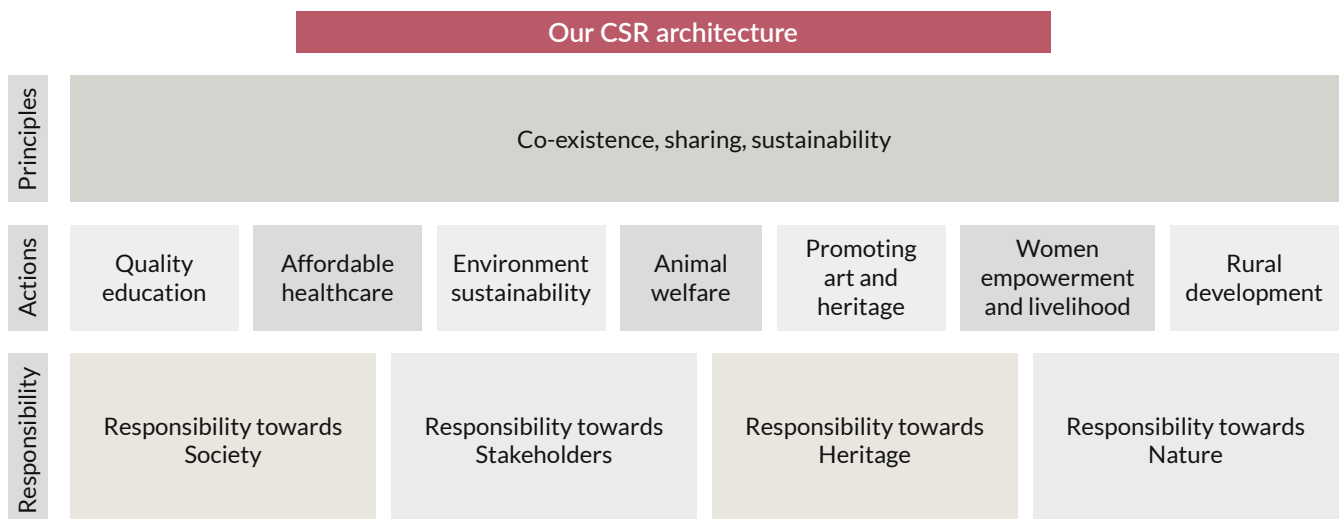 Our CSR architecture
Principles
Co-existence, sharing, sustainability
Actions
Quality
education
Affordable
healthcare
Environment
sustainability
Animal
welfare
Promoting
art and
heritage
Women
empowerment
and livelihood
Rural
development
Responsibility
Responsibility towards
Society
Responsibility towards
Stakeholders
Responsibility towards
Heritage
Responsibility towards
Nature